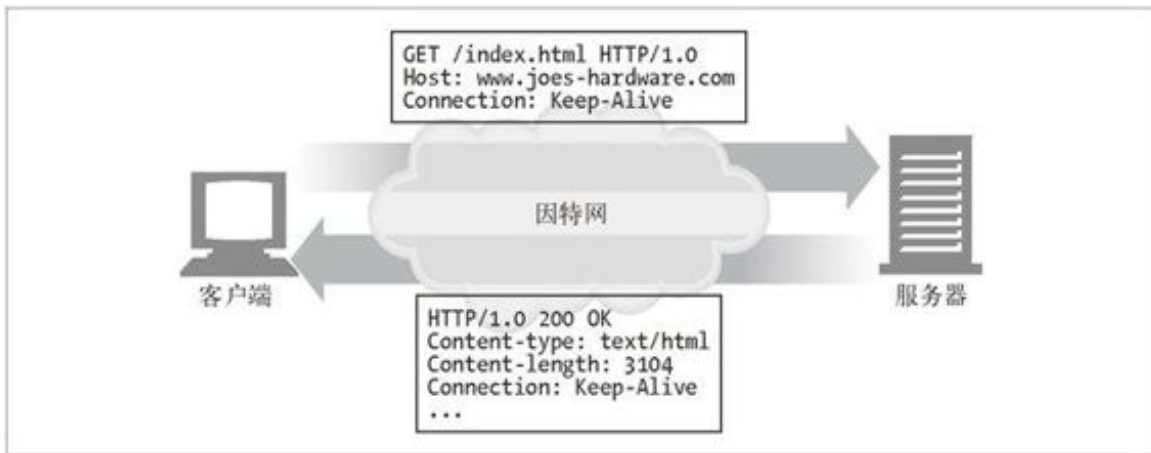 GET /index.html HTTP/1.0
Host: www.joes-hardware.com
Connection: Keep-Alive
因特网
客户端
服务器
HTTP/1.0 200 OK
Content-type: text/html
Content-length: 3104
Connection: Keep-Alive
...